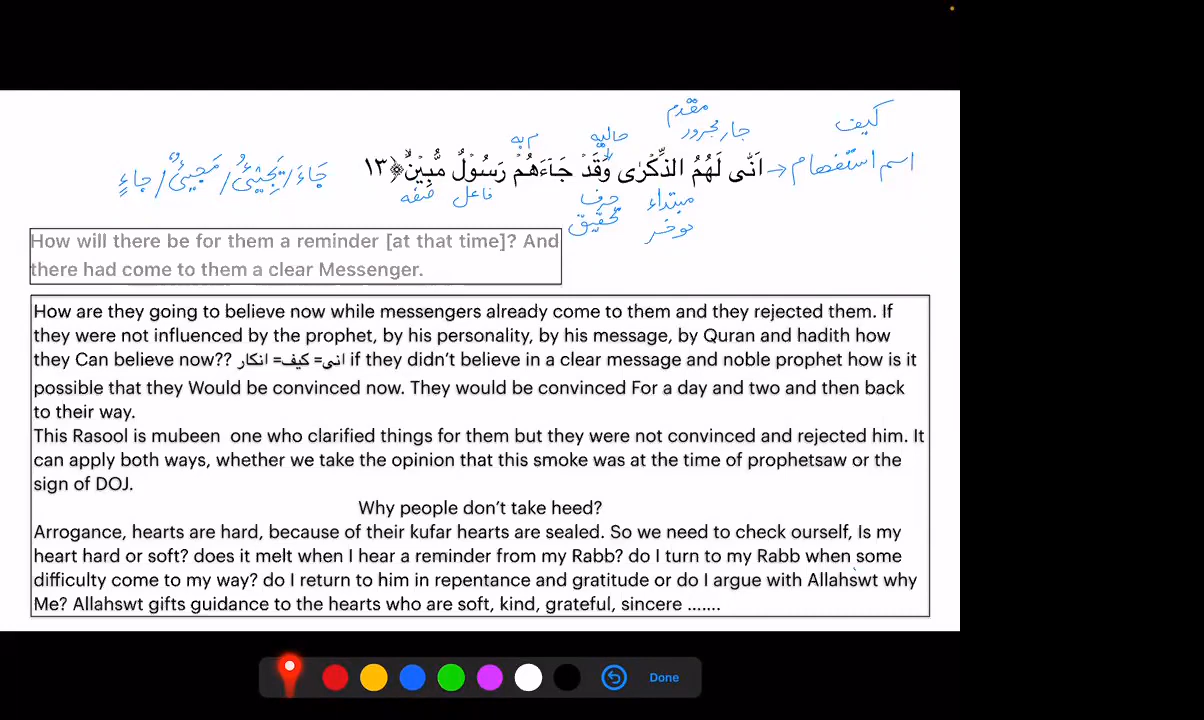 كيف
مقدم
جار مجرور
اسم استفهام
حاليه
م به
اَنّٰى لَهُمُ الذِّكْرٰى وَقَدْ جَآءَهُمْ رَسُوْلٌ مُّبِيْنٌۙ ﴿۱۳
جَاءَ / يَجِيْئُ / مَجِيئٌ / جاءٍ
مبتداء
موخر
حرف
تحقیق
فاعل
صفه
How will there be for them a reminder [at that time]? And
there had come to them a clear Messenger.
How are they going to believe now while messengers already come to them and they rejected them. If
they were not influenced by the prophet, by his personality, by his message, by Quran and hadith how
they Can believe now?? انی= کیف= انکار if they didn’t believe in a clear message and noble prophet how is it
possible that they Would be convinced now. They would be convinced For a day and two and then back
to their way.
This Rasool is mubeen one who clarified things for them but they were not convinced and rejected him. It
can apply both ways, whether we take the opinion that this smoke was at the time of prophetsaw or the
sign of DOJ.
Why people don’t take heed?
Arrogance, hearts are hard, because of their kufar hearts are sealed. So we need to check ourself, Is my
heart hard or soft? does it melt when I hear a reminder from my Rabb? do I turn to my Rabb when some
difficulty come to my way? do I return to him in repentance and gratitude or do I argue with Allahswt why
Me? Allahswt gifts guidance to the hearts who are soft, kind, grateful, sincere .......
Done